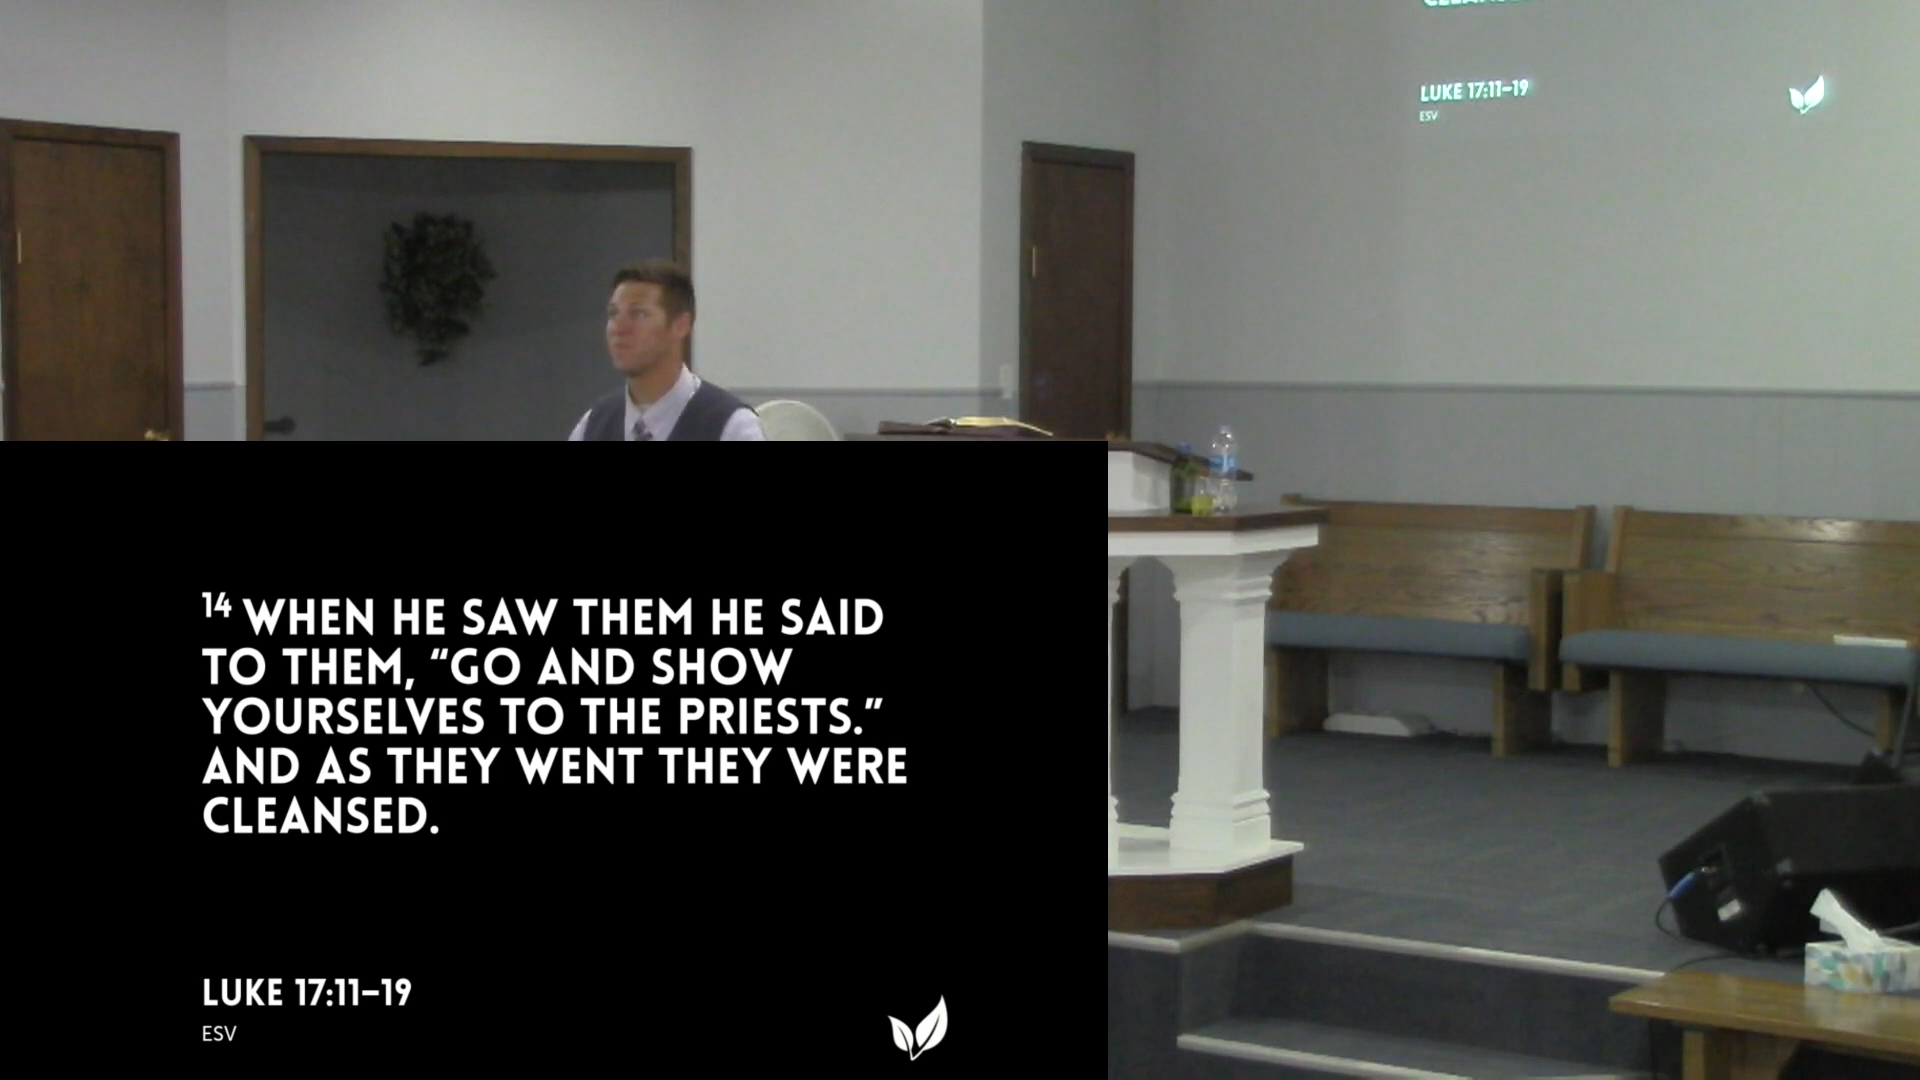 LUKE 17:11–19
ESV
14 WHEN HE SAW THEM HE SAID
TO THEM, “GO AND SHOW
YOURSELVES TO THE PRIESTS.”
AND AS THEY WENT THEY WERE
CLEANSED.
LUKE 17:11–19
ESV